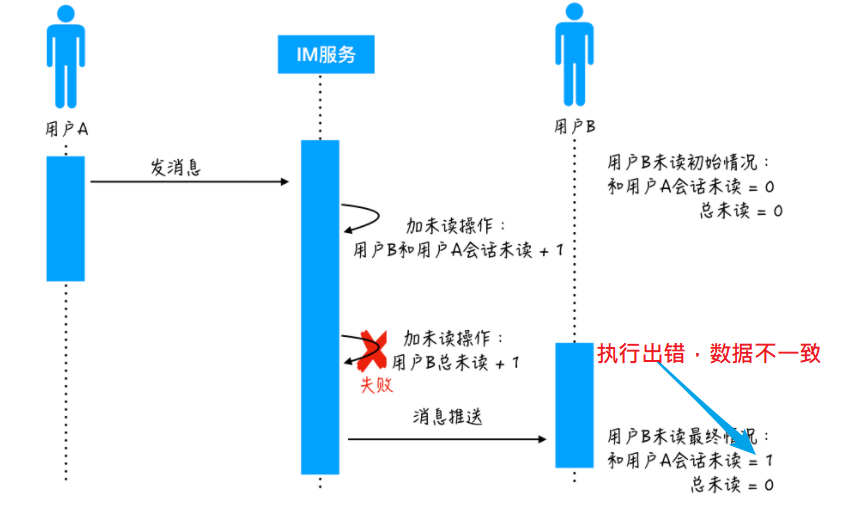 IM服务
用户A
用户B
发消息
用户B未读初始情况：
和用户A会话未读 = 0
总未读 = 0
加未读操作：
用户B和用户A会话未读 + 1
加未读操作：
用户B总未读 + 1
失败
执行出错，数据不一致
消息推送
用户B未读最终情况：
和用户A会话未读 = 1
总未读 = 0